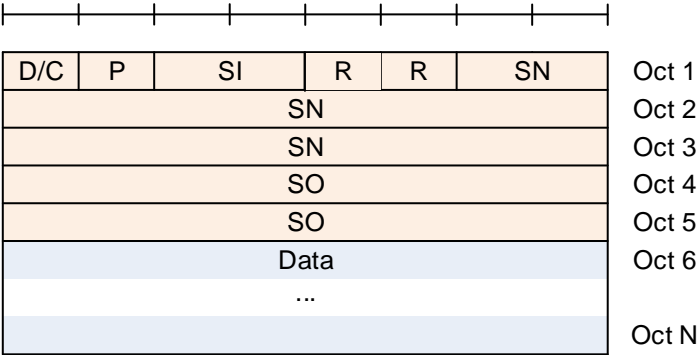 D/C P SI R R SN Oct 1
SN Oct 2
SN Oct 3
SO Oct 4
SO Oct 5
Data Oct 6
...
Oct N